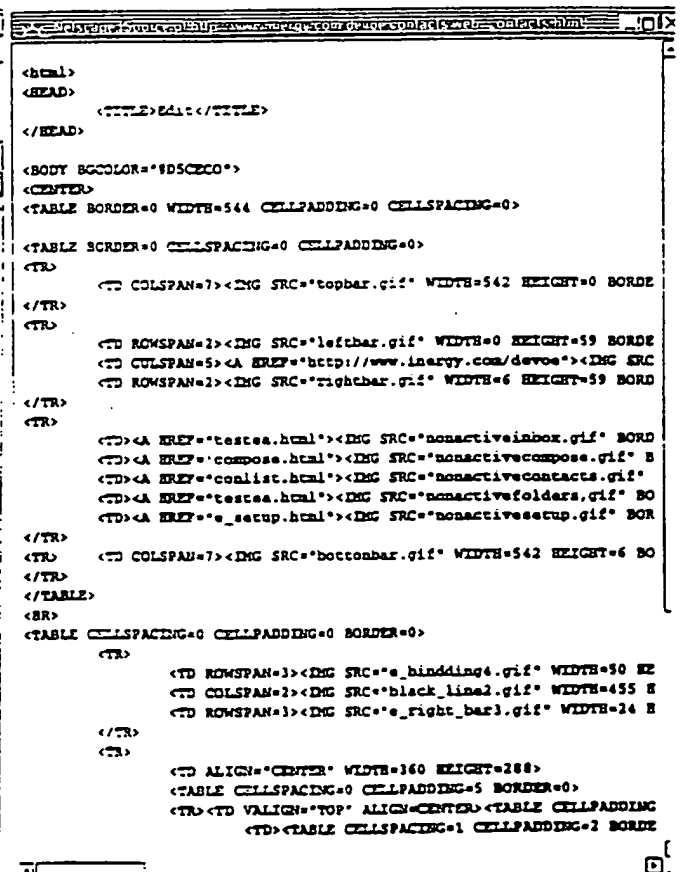 <html>
<HEAD>
<TITLE>Edit</TITLE>
</HEAD>
<BODY BGCOLOR="#D5CECO">
<CENTER>
<TABLE BORDER=0 WIDTH=544 CELLPADDING=0 CELLSPACING=0>
<TABLE BORDER=0 CELLSPACING=0 CELLPADDING=0>
<TR>
<TD COLSPAN=7><IMG SRC="topbar.gif" WIDTH=542 HEIGHT=0 BORDE
</TR>
<TR>
<TD ROWSPAN=2><IMG SRC="leftbar.gif" WIDTH=0 HEIGHT=59 BORDE
<TD CULSPAN=5><A HREF="http://www.inergy.com/devoe"><IMG SRC
<TD ROWSPAN=2><IMG SRC="rightbar.gif" WIDTH=6 HEIGHT=59 BORD
</TR>
<TR>
<TD><A HREF="testea.html"><IMG SRC="nonactiveinbox.gif" BORD
<TD><A HREF='compose.html"><IMG SRC="nonactivecompose.gif" B
<TD><A HREF="conlist.html"><IMG SRC="nonactivecontacts.gif"
<TD><A HREF="testea.html"><IMG SRC="nonactivefolders,gif" BO
<TD><A HREF="e_setup.html"><IMG SRC="nonactivesetup.gif" BOR
</TR>
<TR> <TD COLSPAN=7><IMG SRC="bottonbar.gif" WIDTH=542 HEIGHT=6 BO
</TR>
</TABLE>
<BR>
<TABLE CELLSPACING=0 CELLPADDING=0 BORDER=0>
<TR>
<TD ROWSPAN=3><IMG SRC="e_bindding4.gif" WIDTH=50 HE
<TD COLSPAN=2><IMG SRC="black_line2.gif" WIDTH=455 H
<TD ROWSPAN=3><IMG SRC="e_right_bar3.gif" WIDTH=24 H
</TR>
<TR>
<TD ALIGN="CENTER" WIDTH=360 HEIGHT=288>
<TABLE CELLSPACING=0 CELLPADDING=5 BORDER=0>
<TR><TD VALIGN="TOP" ALIGN=CENTER><TABLE CELLPADDING
<TD><TABLE CELLSPACING=1 CELLPADDING=2 BORDE